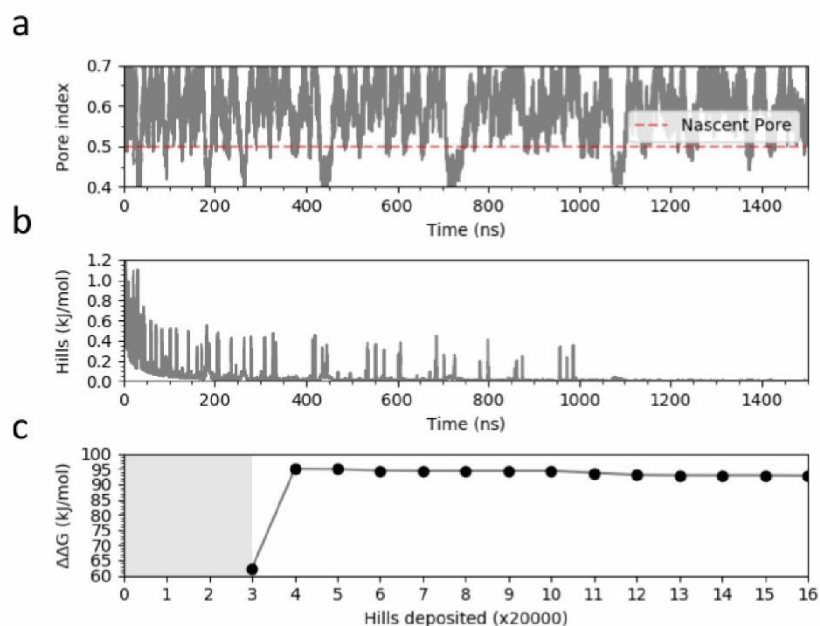 a
0.7
0.6
0.5
0.4
Pore index
Nascent Pore
0 200 400 600 800 1000 1200 1400
Time (ns)
b
1.2
1.0
0.8
0.6
0.4
0.2
0.0
Hills (kJ/mol)
0 200 400 600 800 1000 1200 1400
Time (ns)
c
100
95
90
85
80
75
70
65
60
ΔΔG (kJ/mol)
0 1 2 3 4 5 6 7 8 9 10 11 12 13 14 15 16
Hills deposited (x20000)